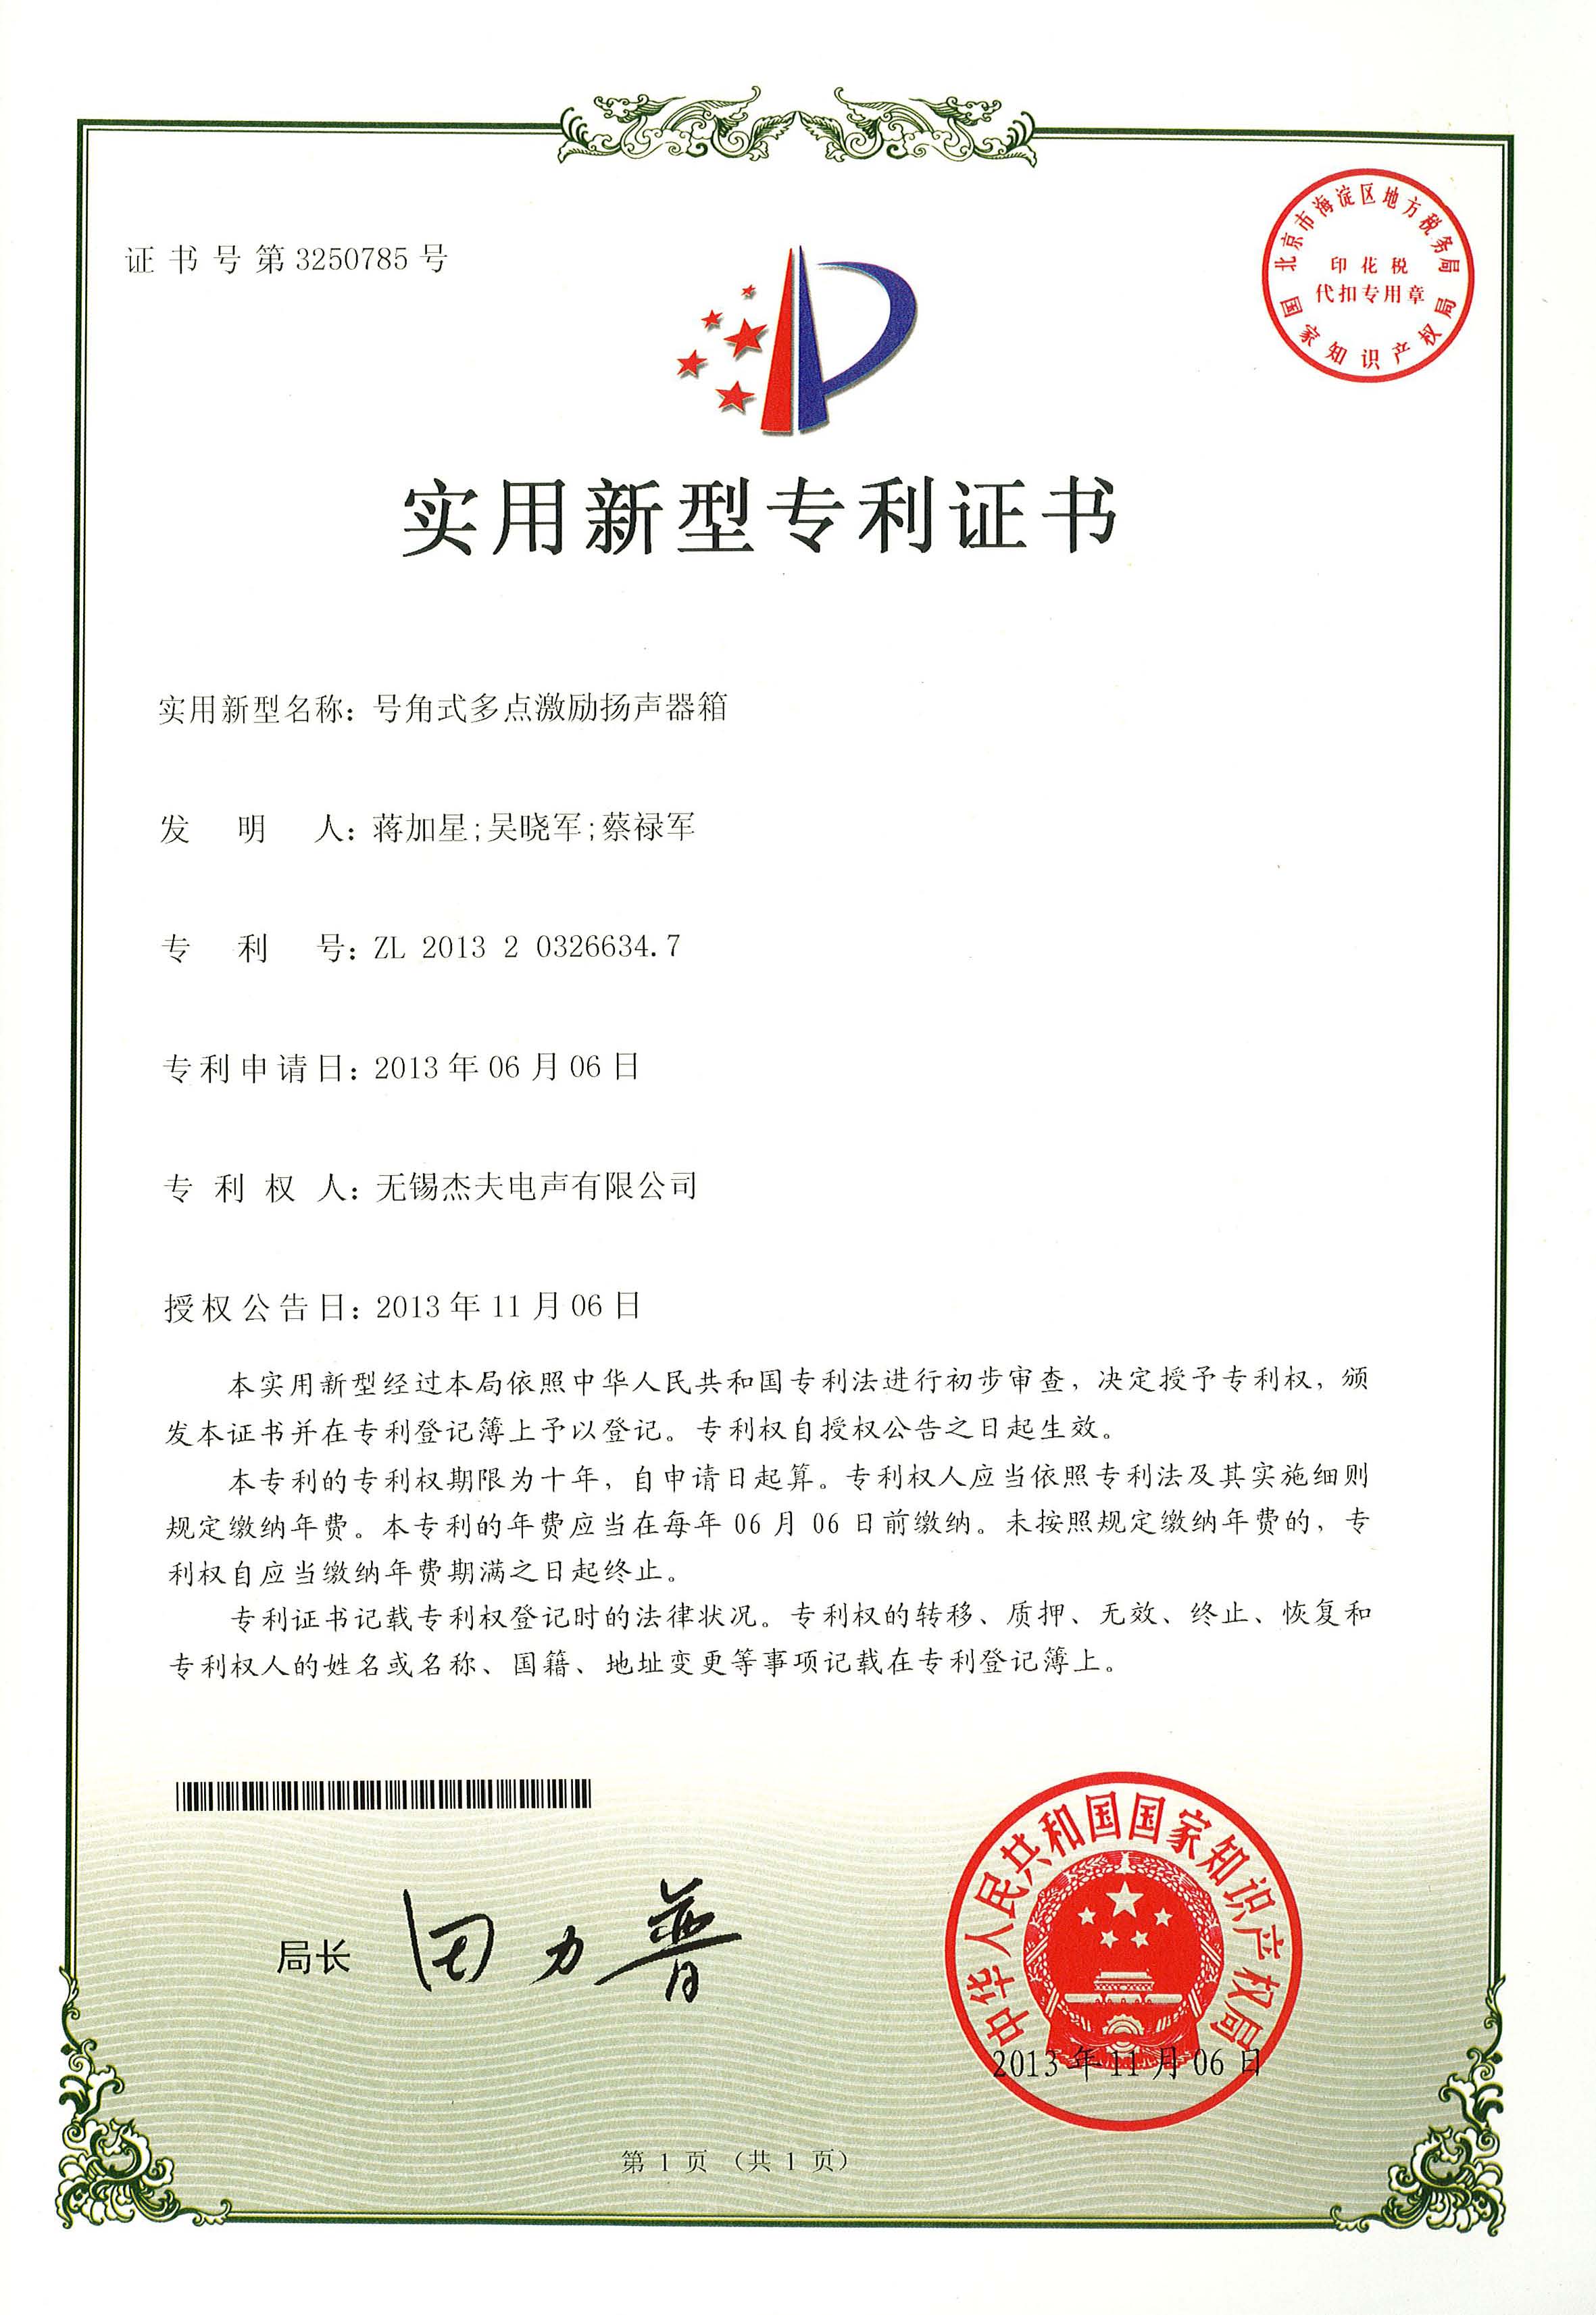 证书号第3250785号
北京市海淀区地方税务局
印花税
代扣专用章
国家知识产权局
实用新型专利证书
实用新型名称：号角式多点激励扬声器箱
发明人：蒋加星;吴晓军;蔡禄军
专利号：ZL 2013 2 0326634.7
专利申请日：2013年06月06日
专利权人：无锡杰夫电声有限公司
授权公告日：2013年11月06日
本实用新型经过本局依照中华人民共和国专利法进行初步审查，决定授予专利权，颁
发本证书并在专利登记簿上予以登记。专利权自授权公告之日起生效。
本专利的专利权期限为十年，自申请日起算。专利权人应当依照专利法及其实施细则
规定缴纳年费。本专利的年费应当在每年06月06日前缴纳。未按照规定缴纳年费的，专
利权自应当缴纳年费期满之日起终止。
专利证书记载专利权登记时的法律状况。专利权的转移、质押、无效、终止、恢复和
专利权人的姓名或名称、国籍、地址变更等事项记载在专利登记簿上。
中华人民共和国国家知识产权局
局长 田力普
2013年11月06日
第1页（共1页）